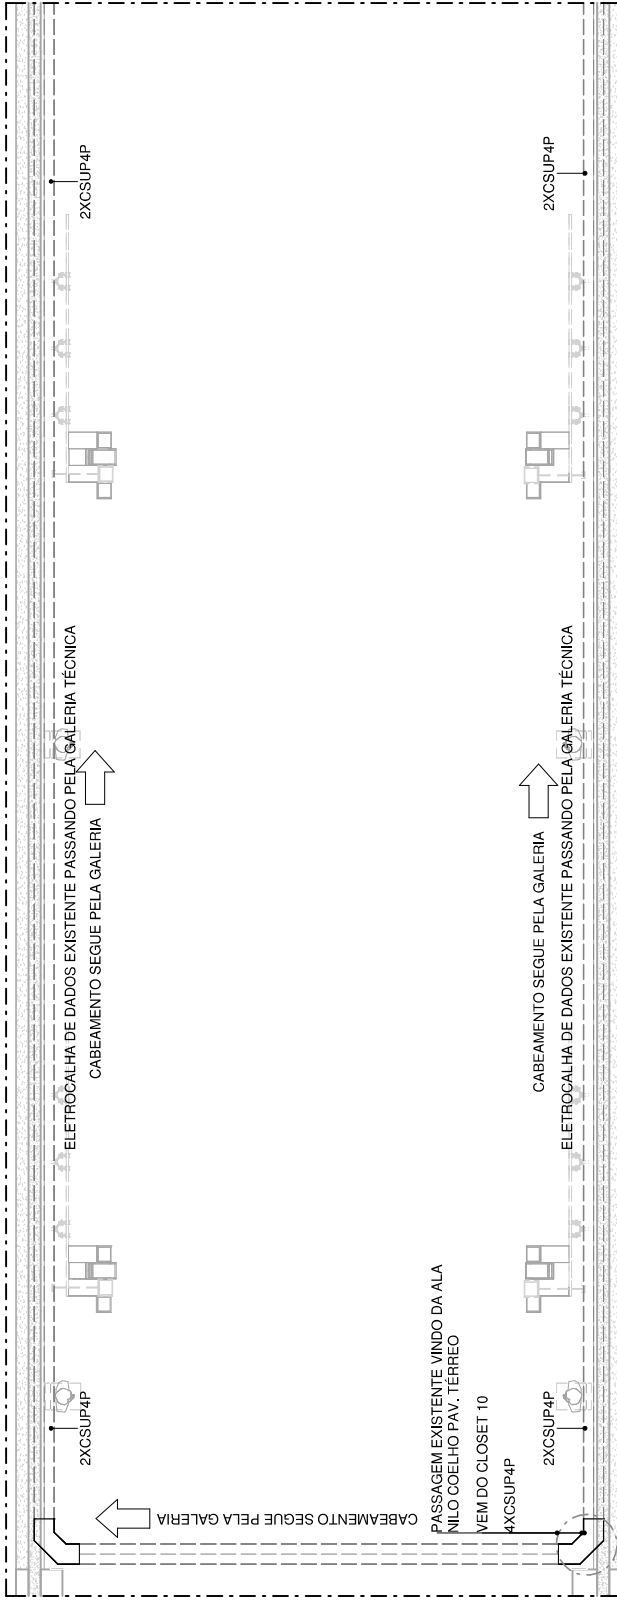 2XCSUP4P
2XCSUP4P
ELETROCALHA DE DADOS EXISTENTE PASSANDO PELA GALERIA TÉCNICA
CABEAMENTO SEGUE PELA GALERIA
CABEAMENTO SEGUE PELA GALERIA
ELETROCALHA DE DADOS EXISTENTE PASSANDO PELA GALERIA TÉCNICA
2XCSUP4P
CABEAMENTO SEGUE PELA GALERIA
PASSAGEM EXISTENTE VINDO DA ALA
NILO COELHO PAV. TÉRREO
VEM DO CLOSET 10
4XCSUP4P
2XCSUP4P